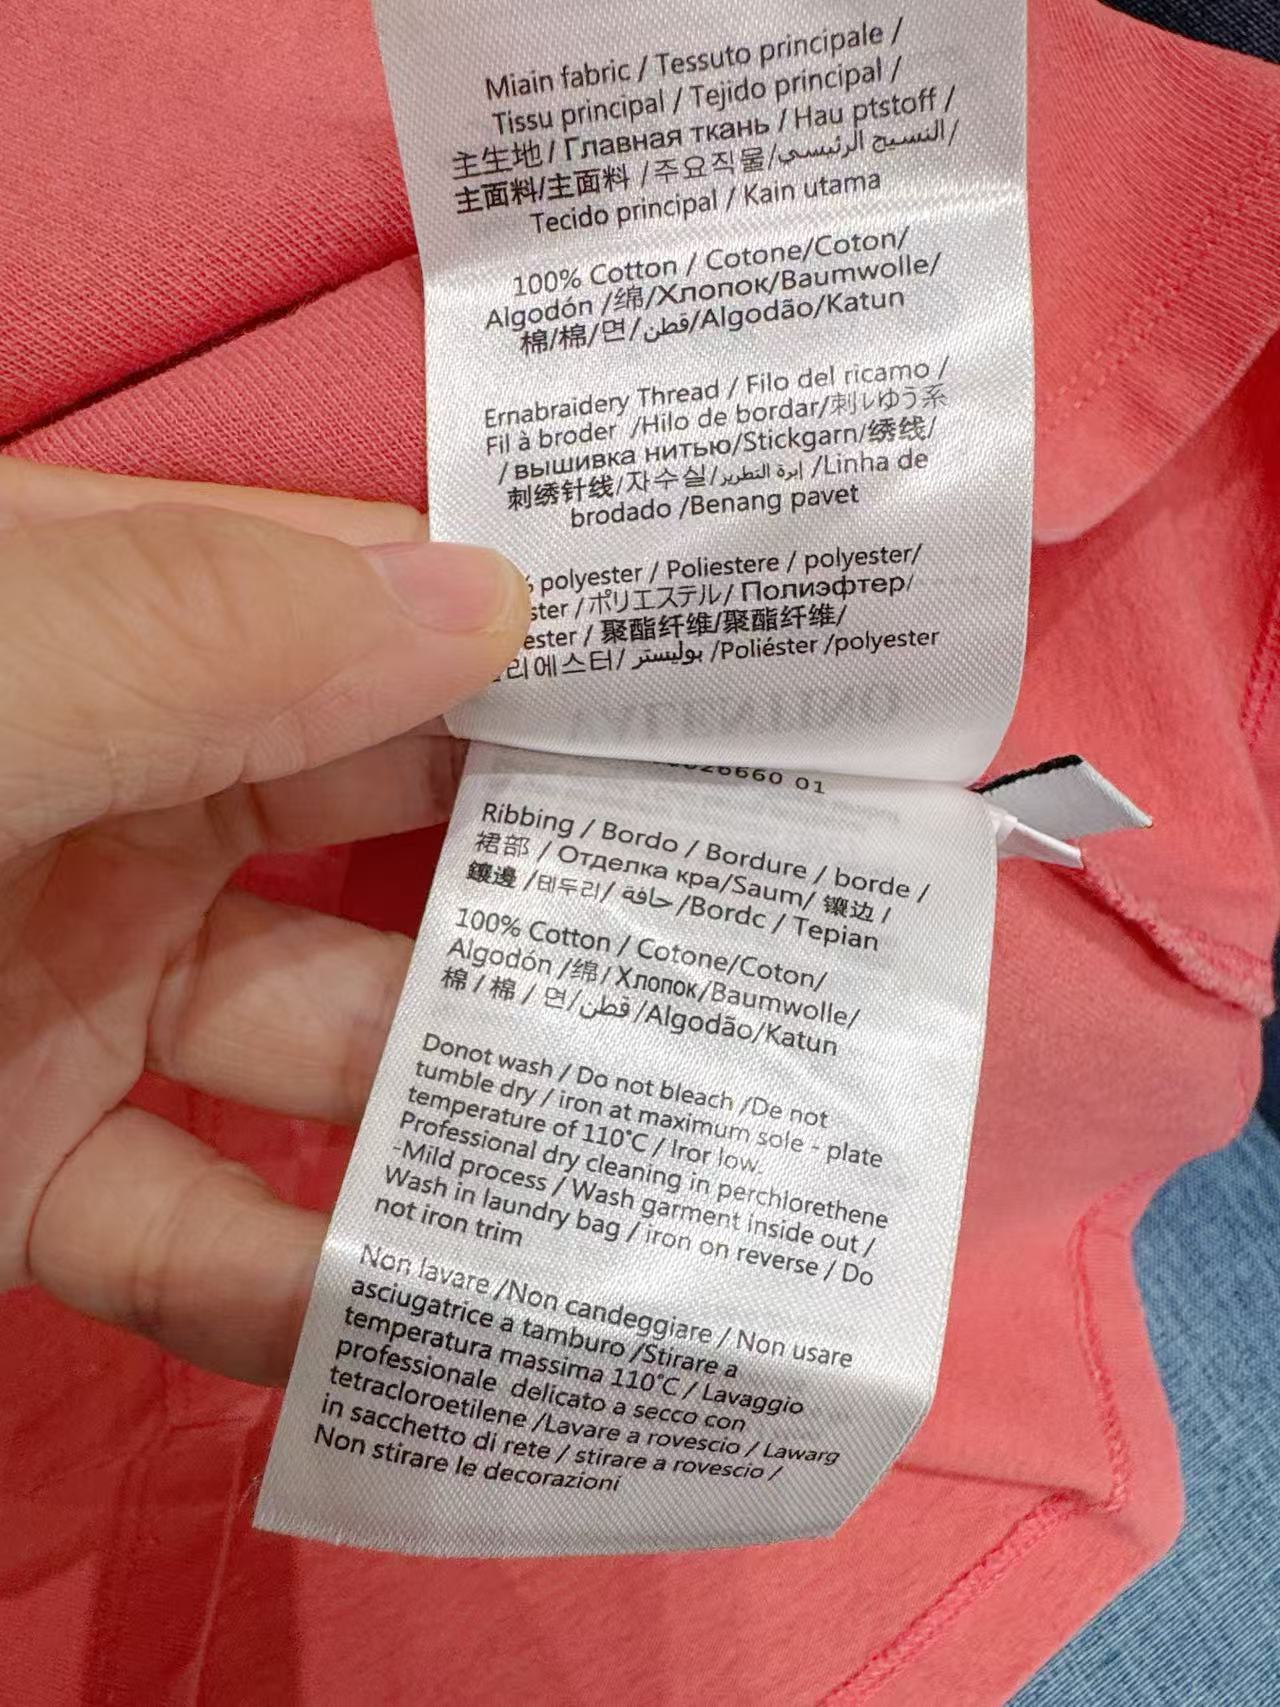 Miain fabric / Tessuto principale /
Tissu principal / Tejido principal /
主生地 / Главная ткань / Hau ptstoff /
主面料/主面料 /주요직물/النسيج الرئيسي/
Tecido principal / Kain utama
100% Cotton / Cotone/Coton/
Algodón /绵/Хлопок/Baumwolle/
棉/棉/면/قطن/Algodão/Katun
Ernabraidery Thread / Filo del ricamo /
Fil à broder /Hilo de bordar/刺しゆう系
/ вышивка нитью/Stickgarn/绣线/
刺绣针线/자수실/ابرة التطريز /Linha de
brodado /Benang pavet
% polyester / Poliestere / polyester/
ster /ポリエステル/ Полиэфтер/
ester / 聚酯纤维/聚酯纤维/
리에스터/ بوليستر /Poliéster /polyester
26660 01
Ribbing / Bordo / Bordure / borde /
裙部 / Отделка кра/Saum/ 镶边 /
鑲邊 /테두리/ حافة /Bordc / Tepian
100% Cotton / Cotone/Coton/
Algodón /绵/ Хлопок/Baumwolle/
棉 / 棉 / 면/قطن /Algodão/Katun
Donot wash / Do not bleach /De not
tumble dry / iron at maximum sole - plate
temperature of 110°C / Iror low.
Professional dry cleaning in perchlorethene
-Mild process / Wash garment inside out /
Wash in laundry bag / iron on reverse / Do
not iron trim
Non lavare /Non candeggiare / Non usare
asciugatrice a tamburo /Stirare a
temperatura massima 110°C / Lavaggio
professionale delicato a secco con
tetracloroetilene /Lavare a rovescio / Lawarg
in sacchetto di rete / stirare a rovescio /
Non stirare le decorazioni